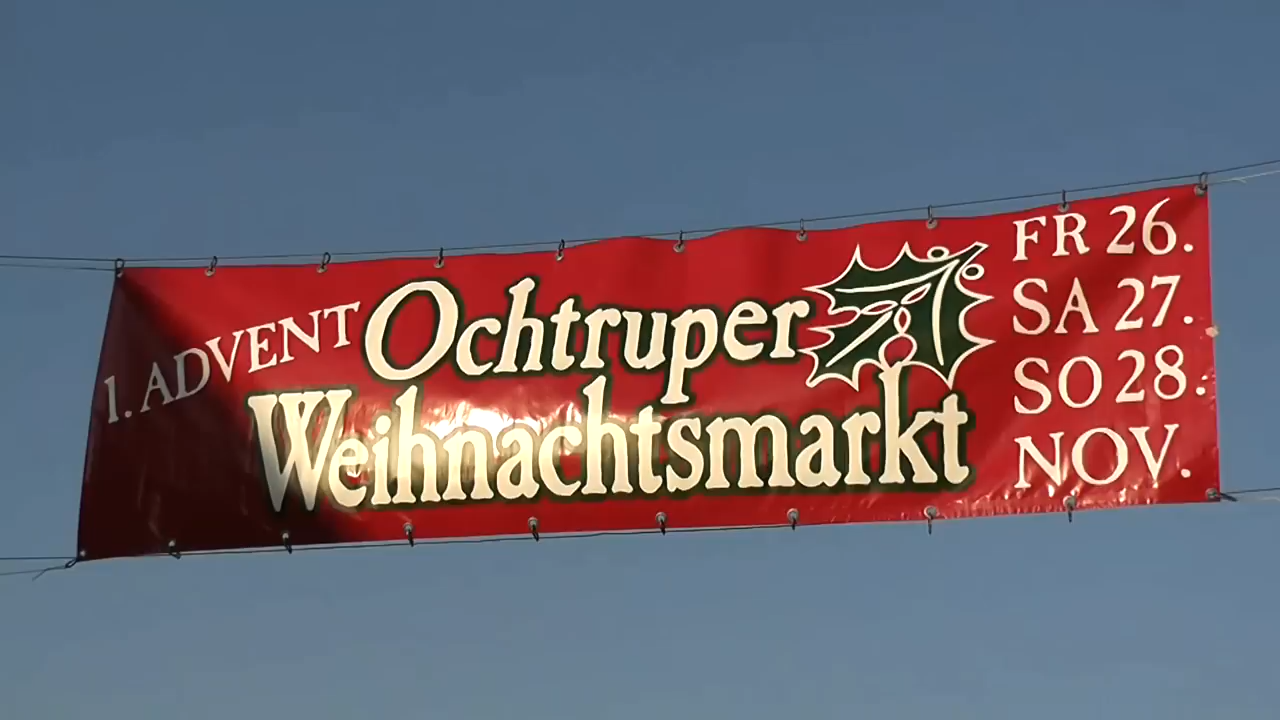 1. ADVENT
Ochtruper
Weihnachtsmarkt
FR 26.
SA 27.
SO 28.
NOV.